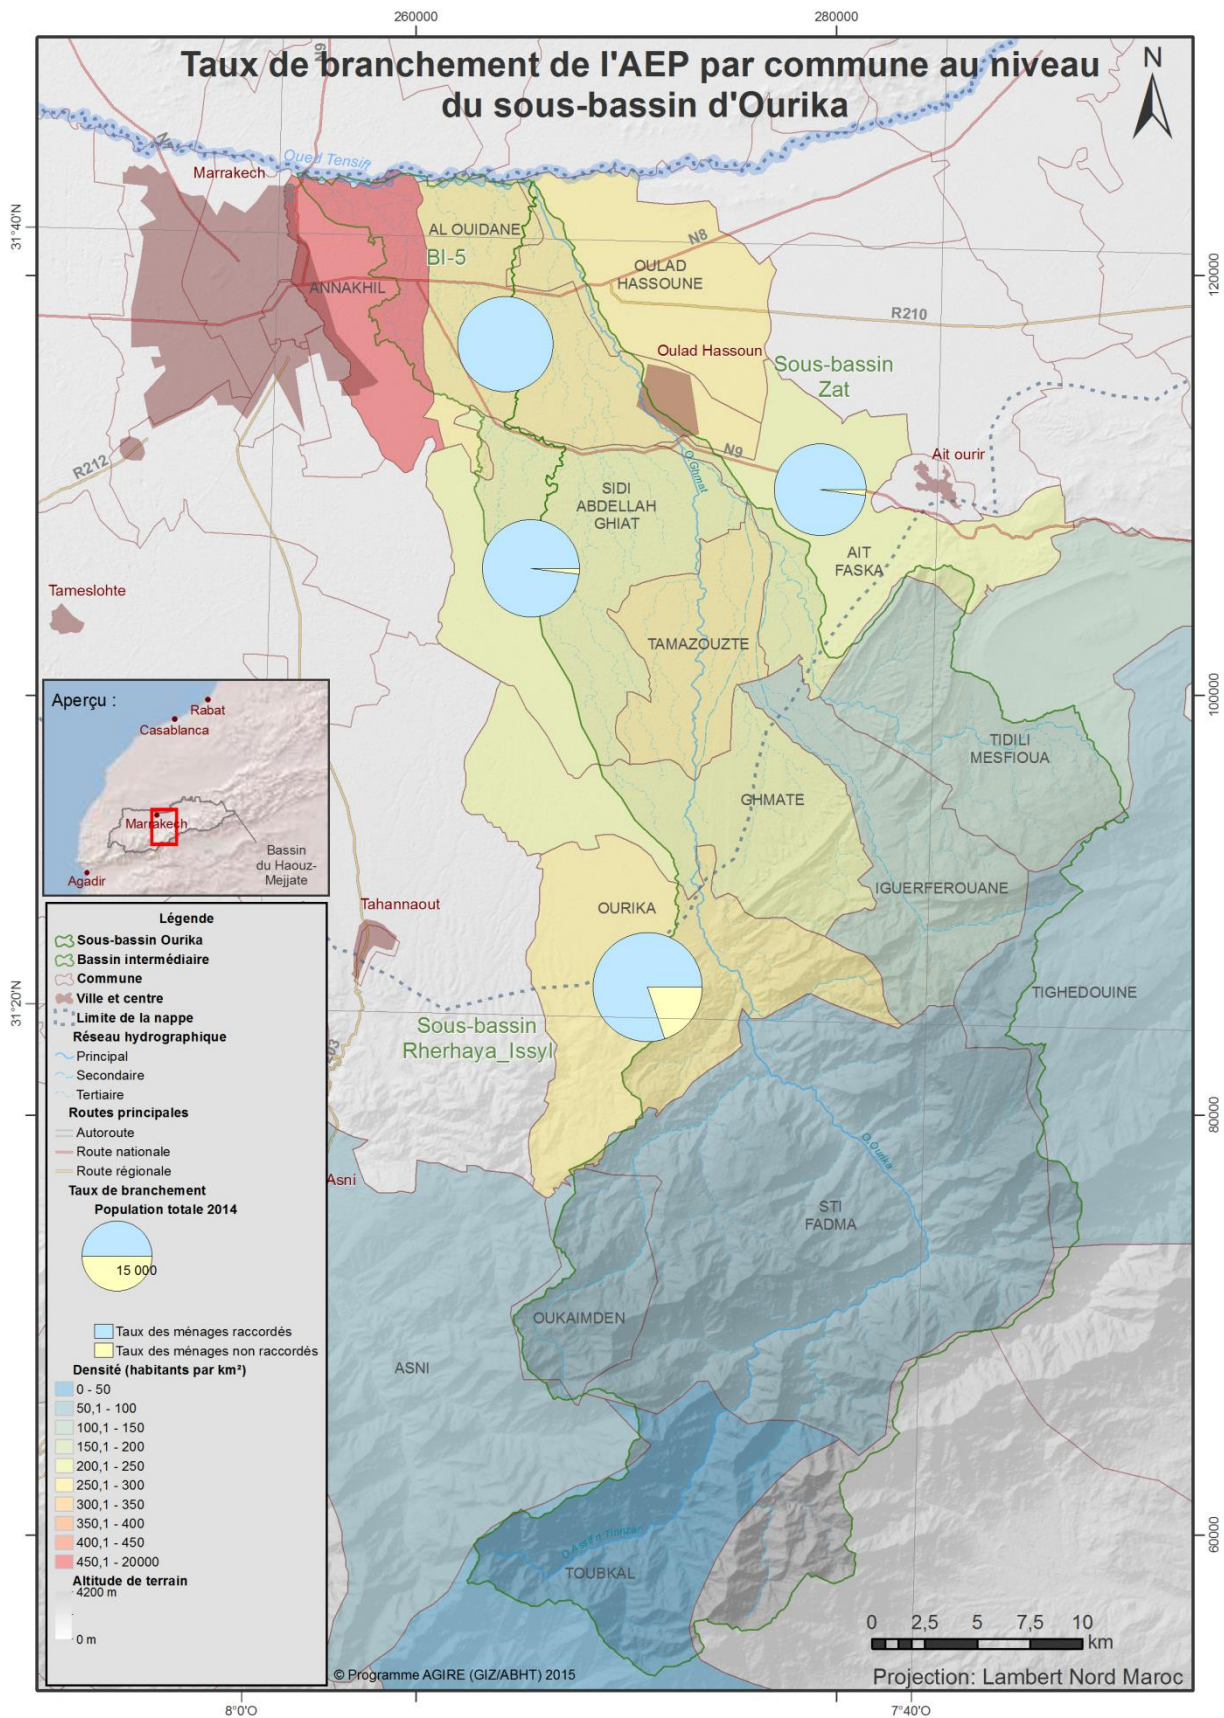 260000
280000
Taux de branchement de l'AEP par commune au niveau
du sous-bassin d'Ourika
N
N9
Oued Tensift
Marrakech
31°40'N
AL OUIDANE
N8
BI-5
OULAD
HASSOUNE
120000
ANNAKHIL
R210
Oulad Hassoun
Sous-bassin
Zat
R212
N9
Ait ourir
O.Ghmat
SIDI
ABDELLAH
GHIAT
AIT
FASKA
Tameslohte
TAMAZOUZTE
Aperçu :
Rabat
Casablanca
Marrakech
Bassin
du Haouz-
Mejjate
Agadir
100000
TIDILI
MESFIOUA
GHMATE
IGUERFEROUANE
OURIKA
Tahannaout
TIGHEDOUINE
31°20'N
Sous-bassin
Rherhaya_Issyl
80000
O.Ourika
Asni
STI
FADMA
OUKAIMDEN
ASNI
60000
TOUBKAL
Légende
Sous-bassin Ourika
Bassin intermédiaire
Commune
Ville et centre
Limite de la nappe
Réseau hydrographique
Principal
Secondaire
Tertiaire
Routes principales
Autoroute
Route nationale
Route régionale
Taux de branchement
Population totale 2014
15 000
Taux des ménages raccordés
Taux des ménages non raccordés
Densité (habitants par km²)
0 - 50
50,1 - 100
100,1 - 150
150,1 - 200
200,1 - 250
250,1 - 300
300,1 - 350
350,1 - 400
400,1 - 450
450,1 - 20000
Altitude de terrain
4200 m
0 m
0 2,5 5 7,5 10
km
© Programme AGIRE (GIZ/ABHT) 2015
Projection: Lambert Nord Maroc
8°0'O
7°40'O